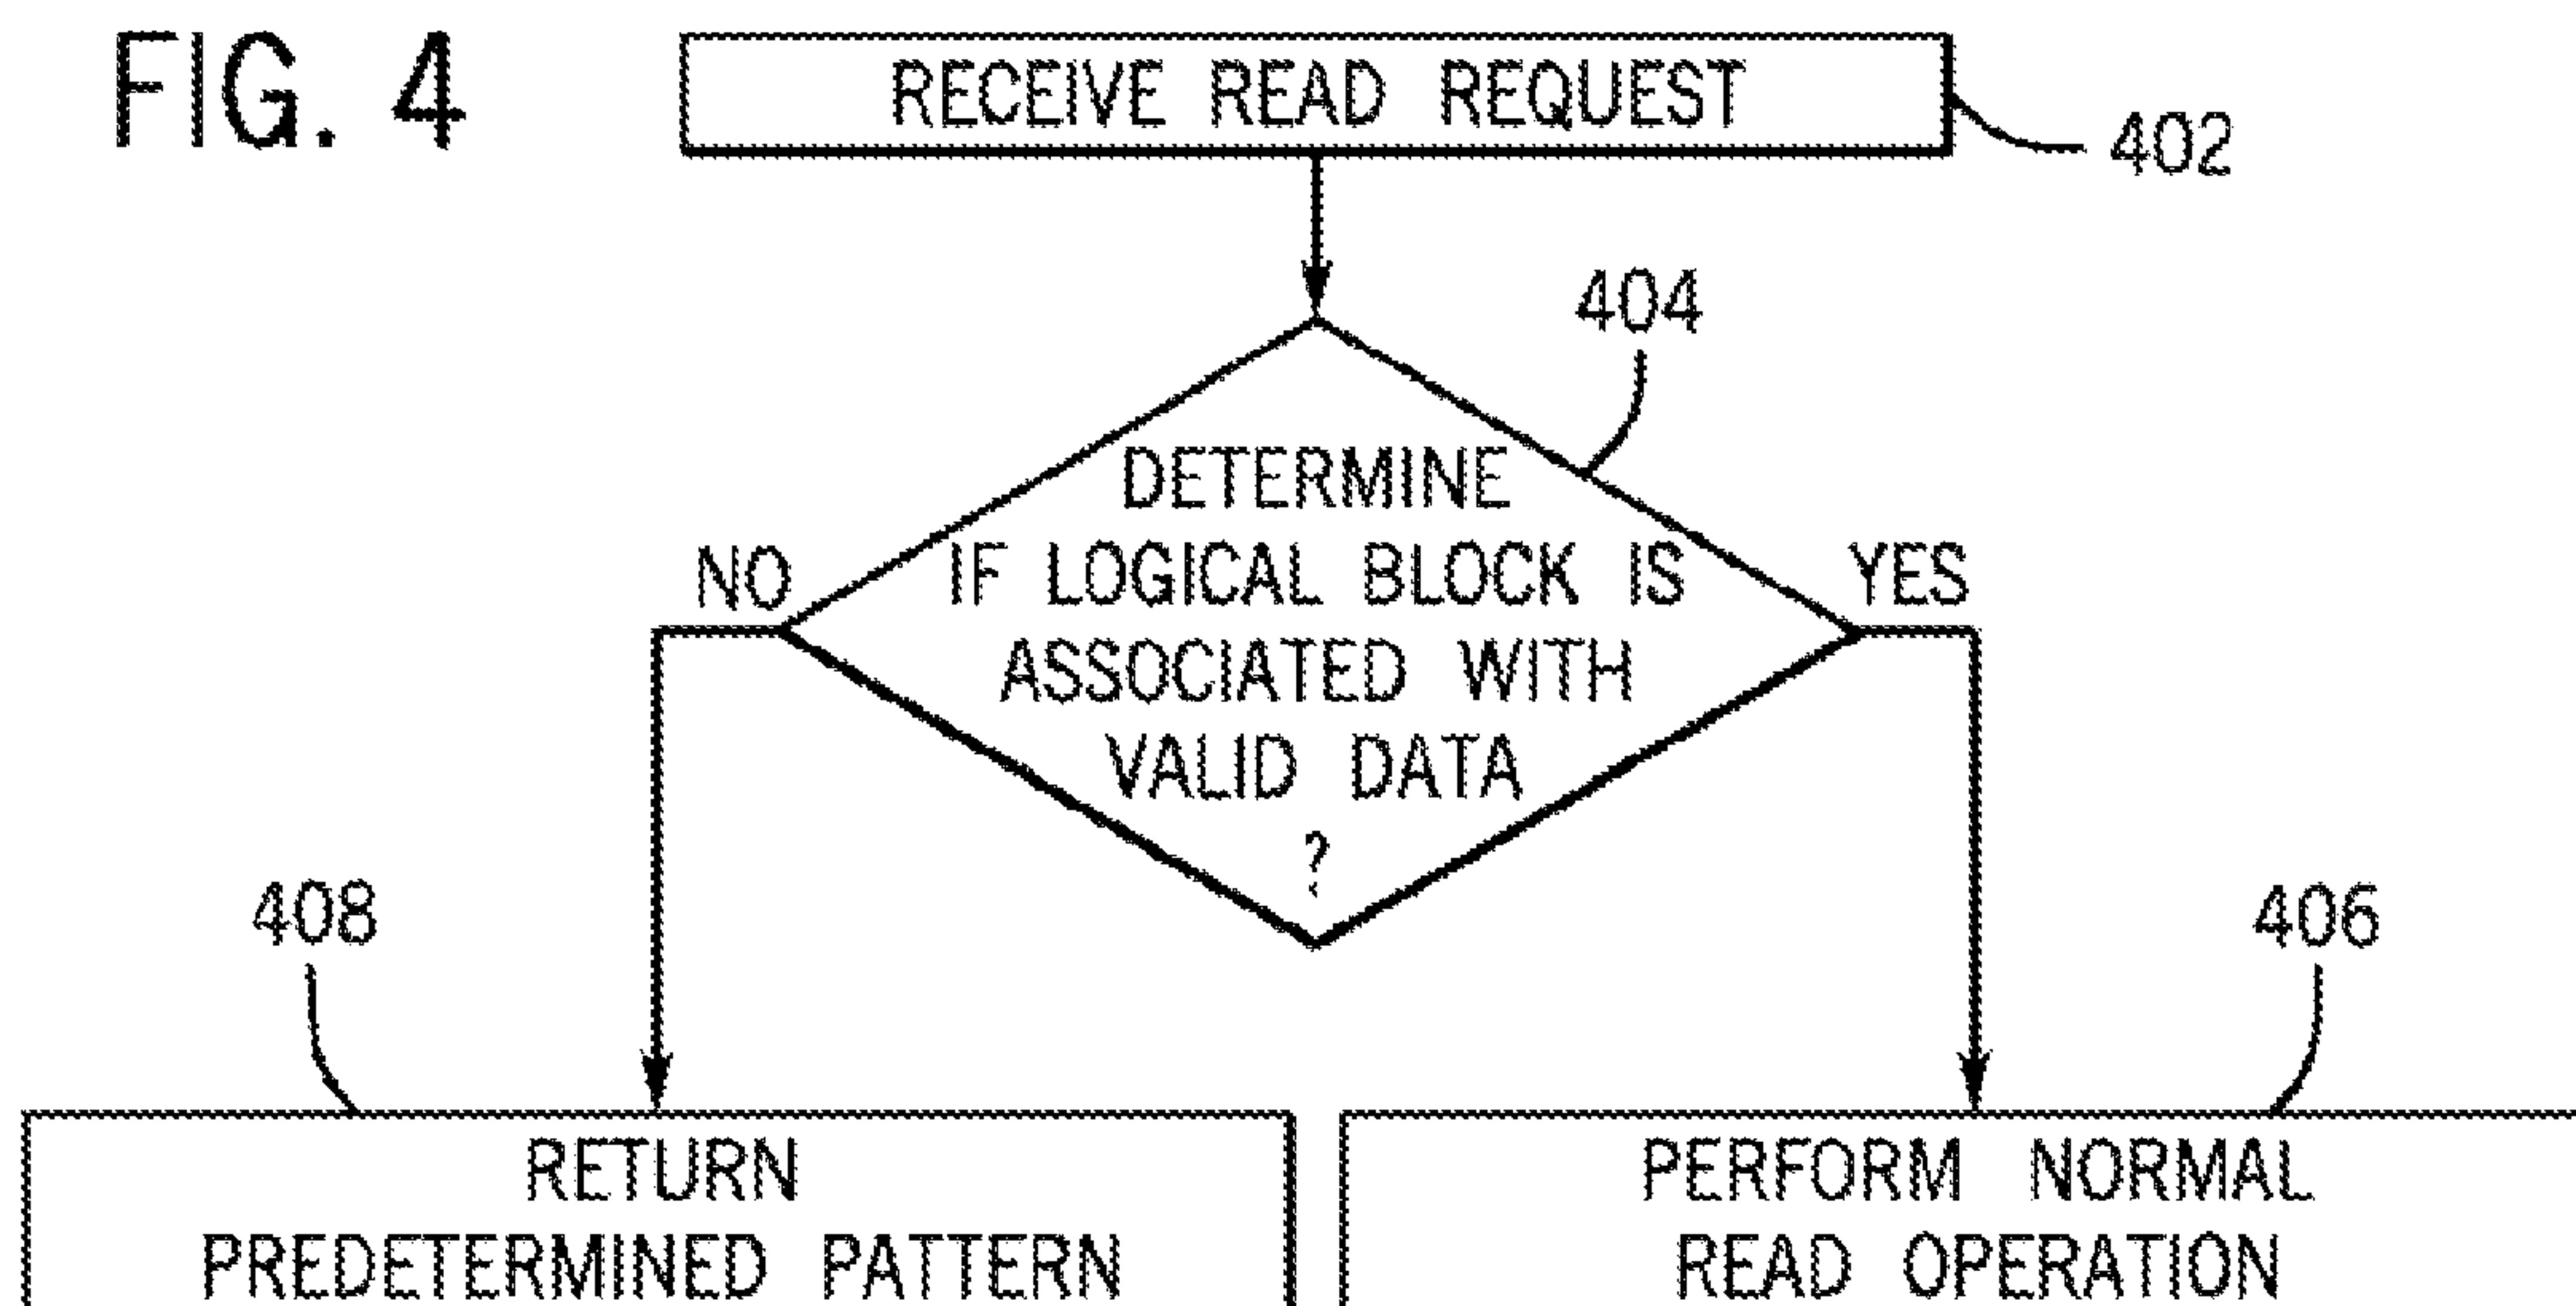 FIG. 4
RECEIVE READ REQUEST
402
404
DETERMINE
IF LOGICAL BLOCK IS
ASSOCIATED WITH
VALID DATA
?
NO
YES
408
406
RETURN
PREDETERMINED PATTERN
PERFORM NORMAL
READ OPERATION